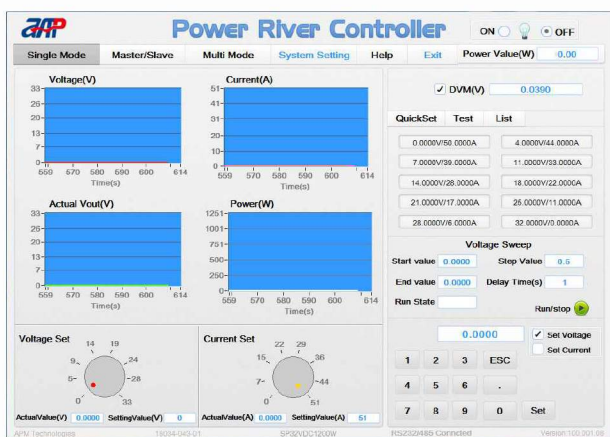 Power River Controller
ON
OFF
Single Mode
Master/Slave
Multi Mode
System Setting
Help
Exit
Power Value(W)
0.00
Voltage(V)
33-
26-
20-
13-
7-
0-
559 570 580 590 600 614
Time(s)
Current(A)
51-
41-
31-
20-
10-
0-
559 570 580 590 600 614
Time(s)
Actual Vout(V)
33-
26-
20-
13-
7-
0-
559 570 580 590 600 614
Time(s)
Power(W)
1251-
1001-
751-
500-
250-
0-
559 570 580 590 600 614
Time(s)
DVM(V)
0.0390
QuickSet
Test
List
0.0000V/50.0000A
4.0000V/44.0000A
7.0000V/39.0000A
11.0000V/33.0000A
14.0000V/28.0000A
18.0000V/22.0000A
21.0000V/17.0000A
25.0000V/11.0000A
28.0000V/6.0000A
32.0000V/0.0000A
Voltage Sweep
Start value 0.0000
Step Value 0.5
End value 0.0000
Delay Time(s) 1
Run State
Run/stop
Voltage Set
0 5- 9 14 19 24 -28 33
ActualValue(V) 0.0000
SettingValue(V) 0
Current Set
0 7- 15 22 29 36 -44 51
ActualValue(A) 0.0000
SettingValue(A) 51
0.0000
Set Voltage
Set Current
1 2 3 ESC
4 5 6 .
7 8 9 0 Set
APM Technologies
SP32VDC1200W